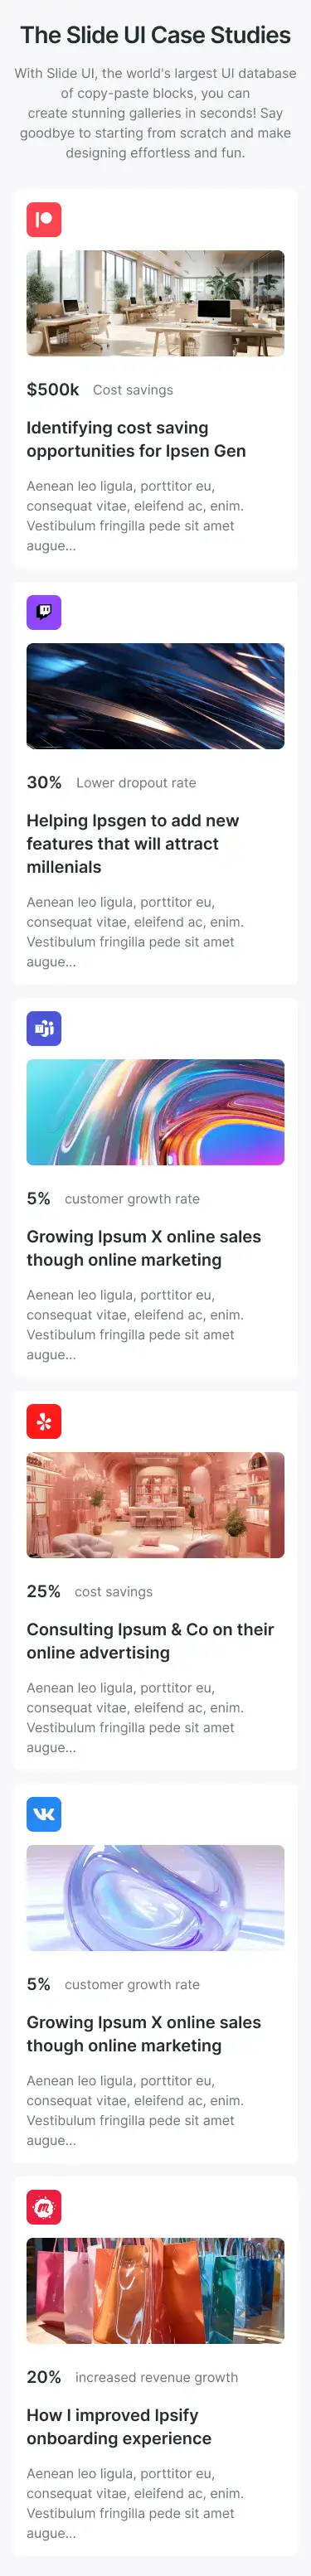 The Slide UI Case Studies
With Slide UI, the world's largest UI database
of copy-paste blocks, you can
create stunning galleries in seconds! Say
goodbye to starting from scratch and make
designing effortless and fun.
$500k Cost savings
Identifying cost saving
opportunities for Ipsen Gen
Aenean leo ligula, porttitor eu,
consequat vitae, eleifend ac, enim.
Vestibulum fringilla pede sit amet
augue...
30% Lower dropout rate
Helping Ipsgen to add new
features that will attract
millenials
Aenean leo ligula, porttitor eu,
consequat vitae, eleifend ac, enim.
Vestibulum fringilla pede sit amet
augue...
5% customer growth rate
Growing Ipsum X online sales
though online marketing
Aenean leo ligula, porttitor eu,
consequat vitae, eleifend ac, enim.
Vestibulum fringilla pede sit amet
augue...
25% cost savings
Consulting Ipsum & Co on their
online advertising
Aenean leo ligula, porttitor eu,
consequat vitae, eleifend ac, enim.
Vestibulum fringilla pede sit amet
augue...
5% customer growth rate
Growing Ipsum X online sales
though online marketing
Aenean leo ligula, porttitor eu,
consequat vitae, eleifend ac, enim.
Vestibulum fringilla pede sit amet
augue...
20% increased revenue growth
How I improved Ipsify
onboarding experience
Aenean leo ligula, porttitor eu,
consequat vitae, eleifend ac, enim.
Vestibulum fringilla pede sit amet
augue...